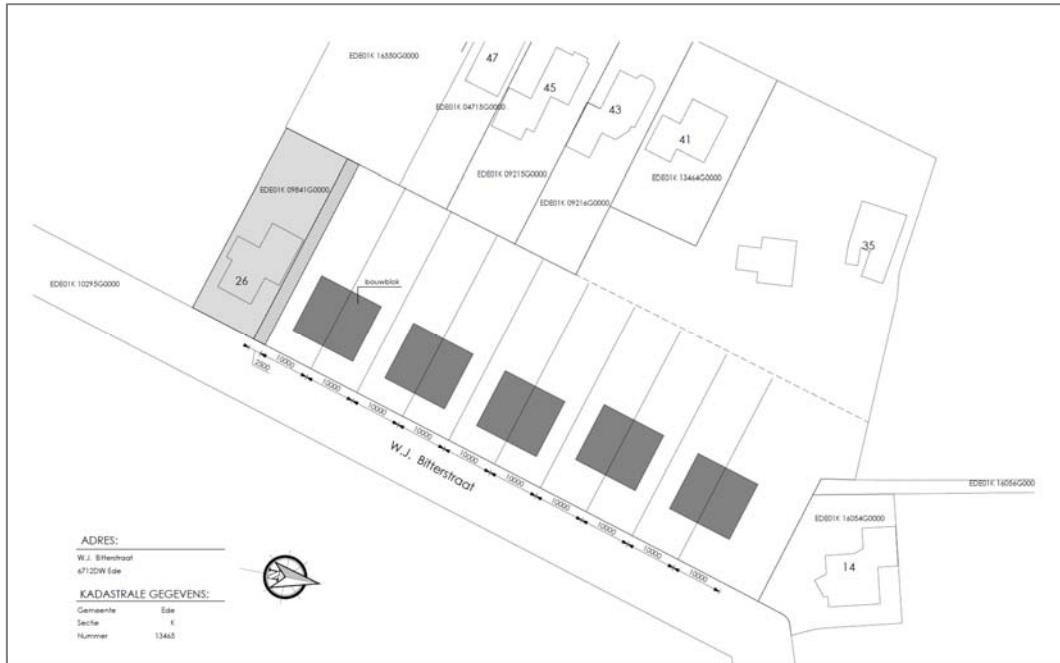 EDE01K 16550G0000
47
45
43
41
EDE01K 04715G0000
EDE01K 09215G0000
EDE01K 13464G0000
EDE01K 09841G0000
EDE01K 09216G0000
35
26
bouwblok
EDE01K 10295G0000
2500
10000
10000
10000
10000
10000
10000
10000
10000
10000
10000
W.J. Bitterstraat
EDE01K 16056G000
EDE01K 16054G0000
14
ADRES:
W.J. Bitterstraat
6712DW Ede
KADASTRALE GEGEVENS:
Gemeente Ede
Sectie K
Nummer 13465